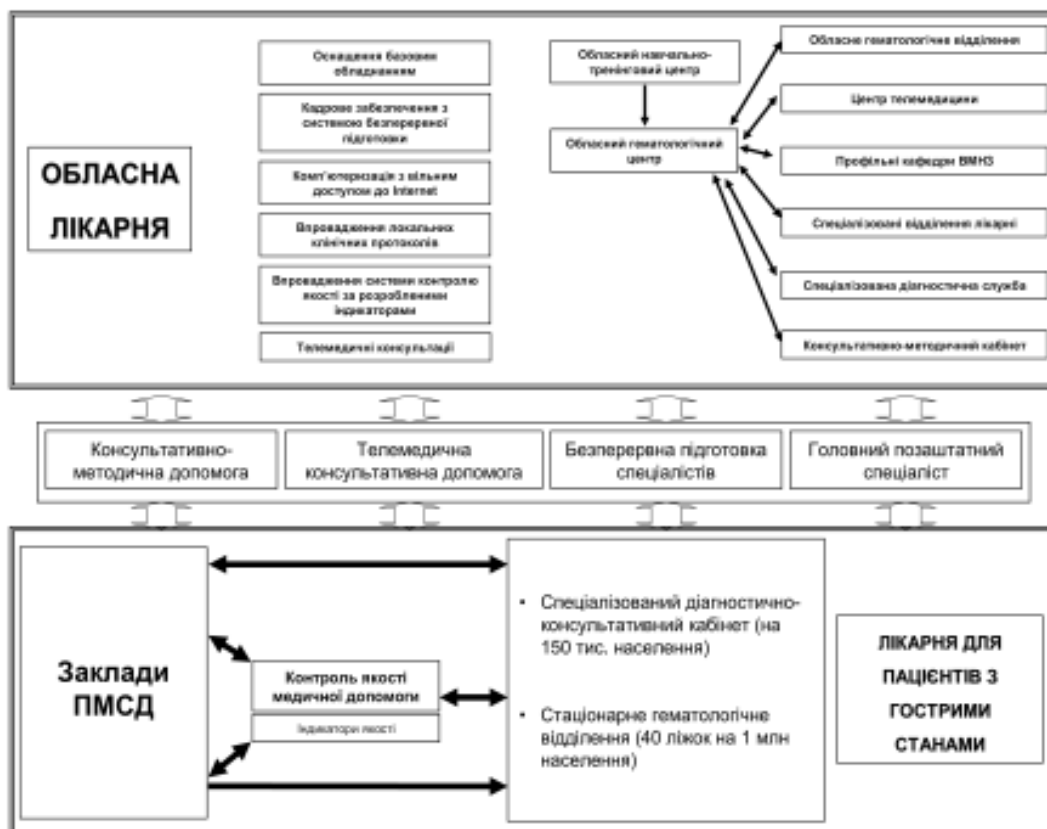 ОБЛАСНА
ЛІКАРНЯ
Оснащення базовим
обладнанням
Кадрове забезпечення з
системою безперервної
підготовки
Комп'ютеризація з вільним
доступом до Internet
Впровадження локальних
клінічних протоколів
Впровадження системи контролю
якості за розробленими
індикаторами
Телемедичні консультації
Обласний навчально-
тренінговий центр
Обласний гематологічний
центр
Обласне гематологічне відділення
Центр телемедицини
Профільні кафедри ВМНЗ
Спеціалізовані відділення лікарні
Спеціалізована діагностична служба
Консультативно-методичний кабінет
Консультативно-
методична допомога
Телемедична
консультативна допомога
Безперервна підготовка
спеціалістів
Головний позаштатний
спеціаліст
Заклади
ПМСД
Контроль якості
медичної допомоги
Індикатори якості
• Спеціалізований діагностично-
консультативний кабінет (на
150 тис. населення)
• Стаціонарне гематологічне
відділення (40 ліжок на 1 млн
населення)
ЛІКАРНЯ ДЛЯ
ПАЦІЄНТІВ З
ГОСТРИМИ
СТАНАМИ